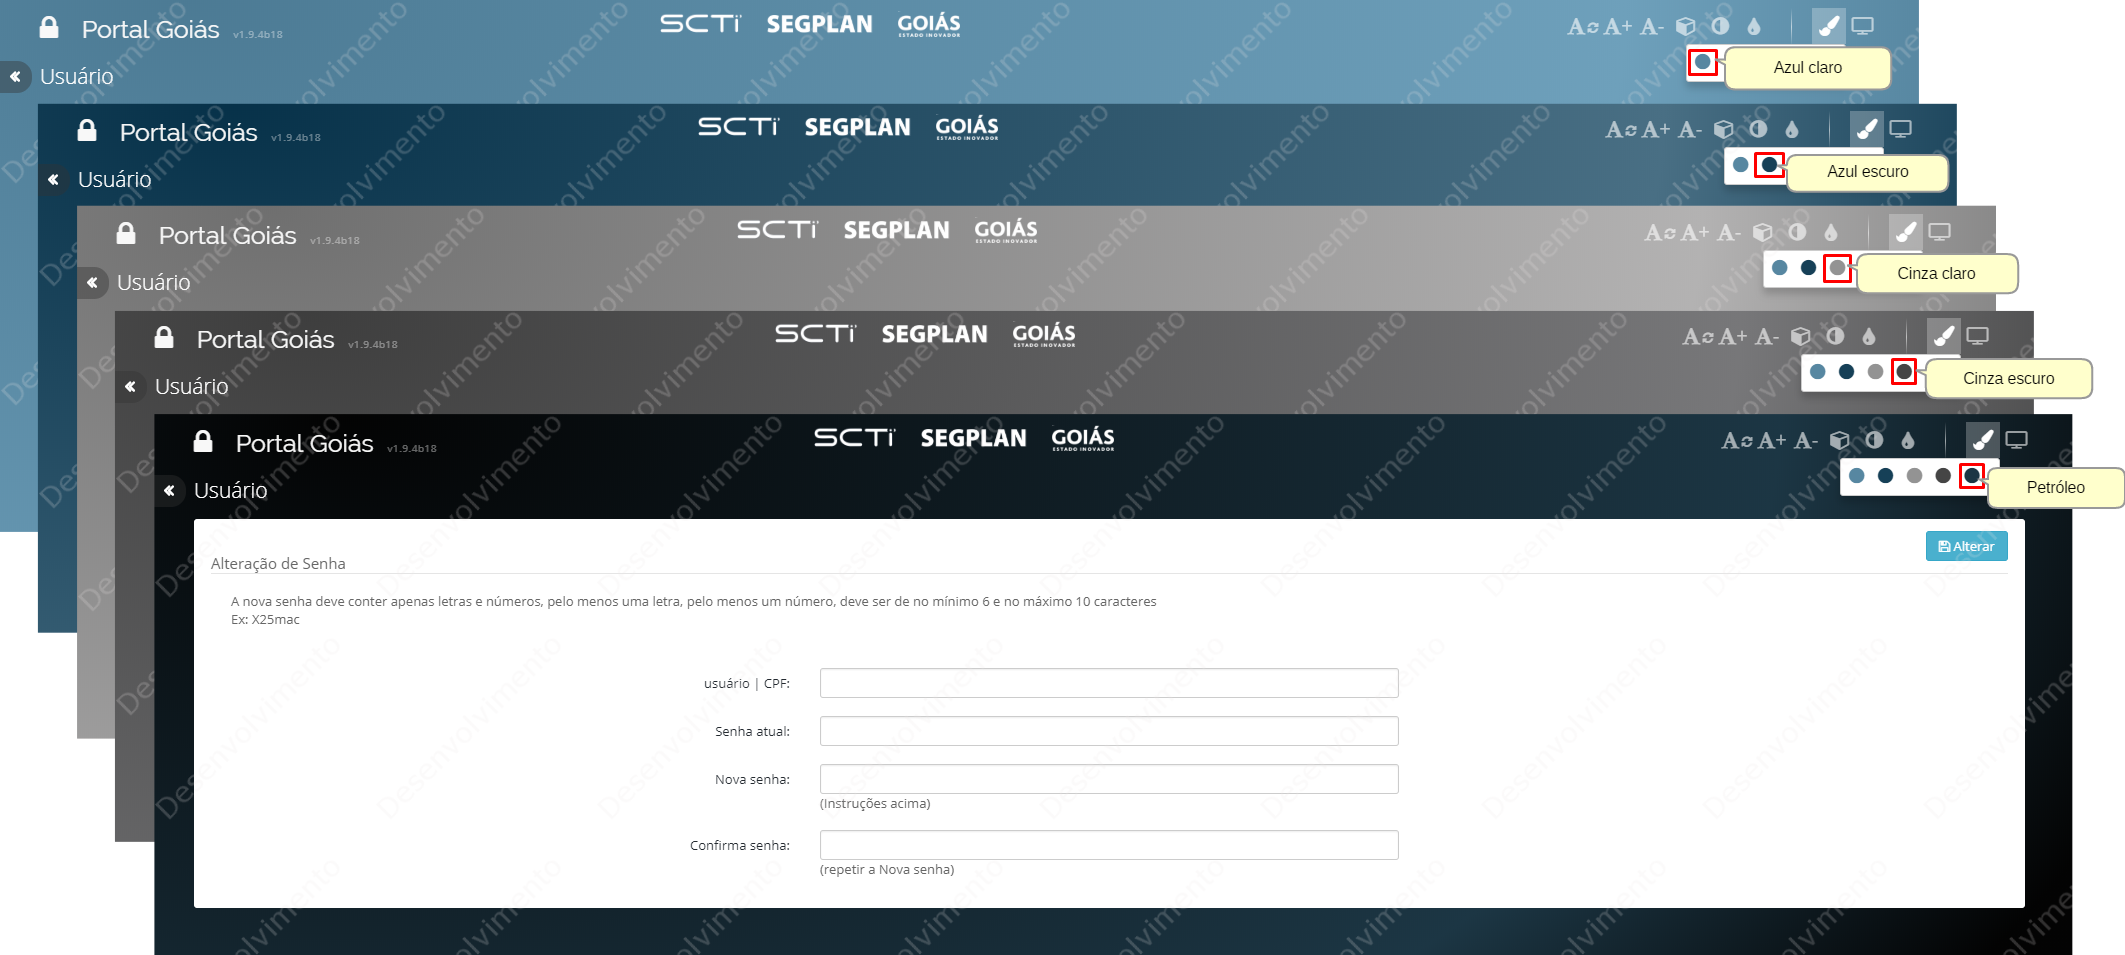 Portal Goiás v1.9.4b18 SCTi SEGPLAN GOIÁS ESTADO INOVADOR A A+ A-
Usuário
Azul claro
Portal Goiás v1.9.4b18 SCTi SEGPLAN GOIÁS ESTADO INOVADOR A A+ A-
Usuário
Azul escuro
Portal Goiás v1.9.4b18 SCTi SEGPLAN GOIÁS ESTADO INOVADOR A A+ A-
Usuário
Cinza claro
Portal Goiás v1.9.4b18 SCTi SEGPLAN GOIÁS ESTADO INOVADOR A A+ A-
Usuário
Cinza escuro
Portal Goiás v1.9.4b18 SCTi SEGPLAN GOIÁS ESTADO INOVADOR A A+ A-
Usuário
Petróleo
Alterar
Alteração de Senha
A nova senha deve conter apenas letras e números, pelo menos uma letra, pelo menos um número, deve ser de no mínimo 6 e no máximo 10 caracteres
Ex: X25mac
usuário | CPF:
Senha atual:
Nova senha:
(Instruções acima)
Confirma senha:
(repetir a Nova senha)
Desenvolvimento